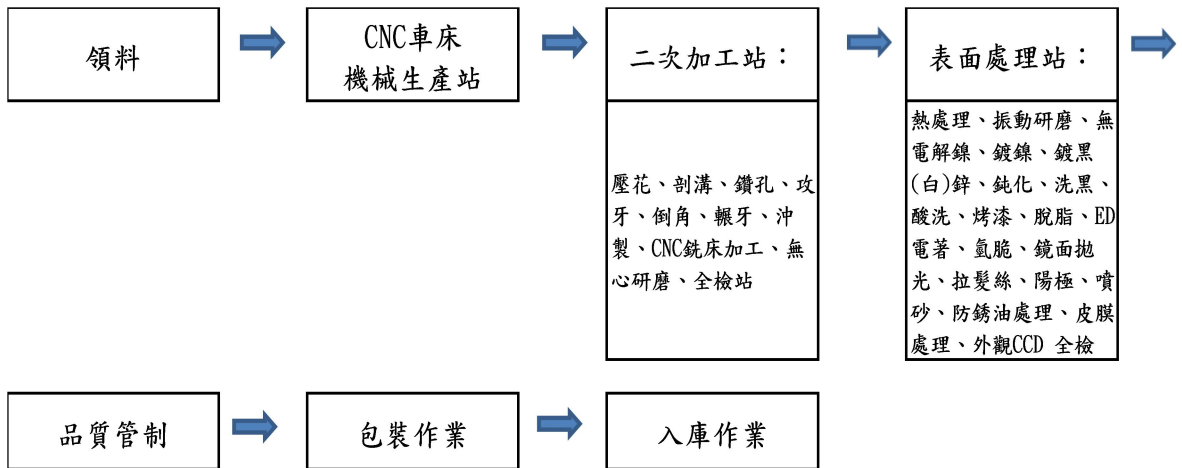 領料
CNC車床
機械生產站
二次加工站：
壓花、剖溝、鑽孔、攻
牙、倒角、輾牙、沖
製、CNC銑床加工、無
心研磨、全檢站
表面處理站：
熱處理、振動研磨、無
電解鎳、鍍鎳、鍍黑
(白)鋅、鈍化、洗黑、
酸洗、烤漆、脫脂、ED
電著、氫脆、鏡面拋
光、拉髮絲、陽極、噴
砂、防銹油處理、皮膜
處理、外觀CCD 全檢
品質管制
包裝作業
入庫作業